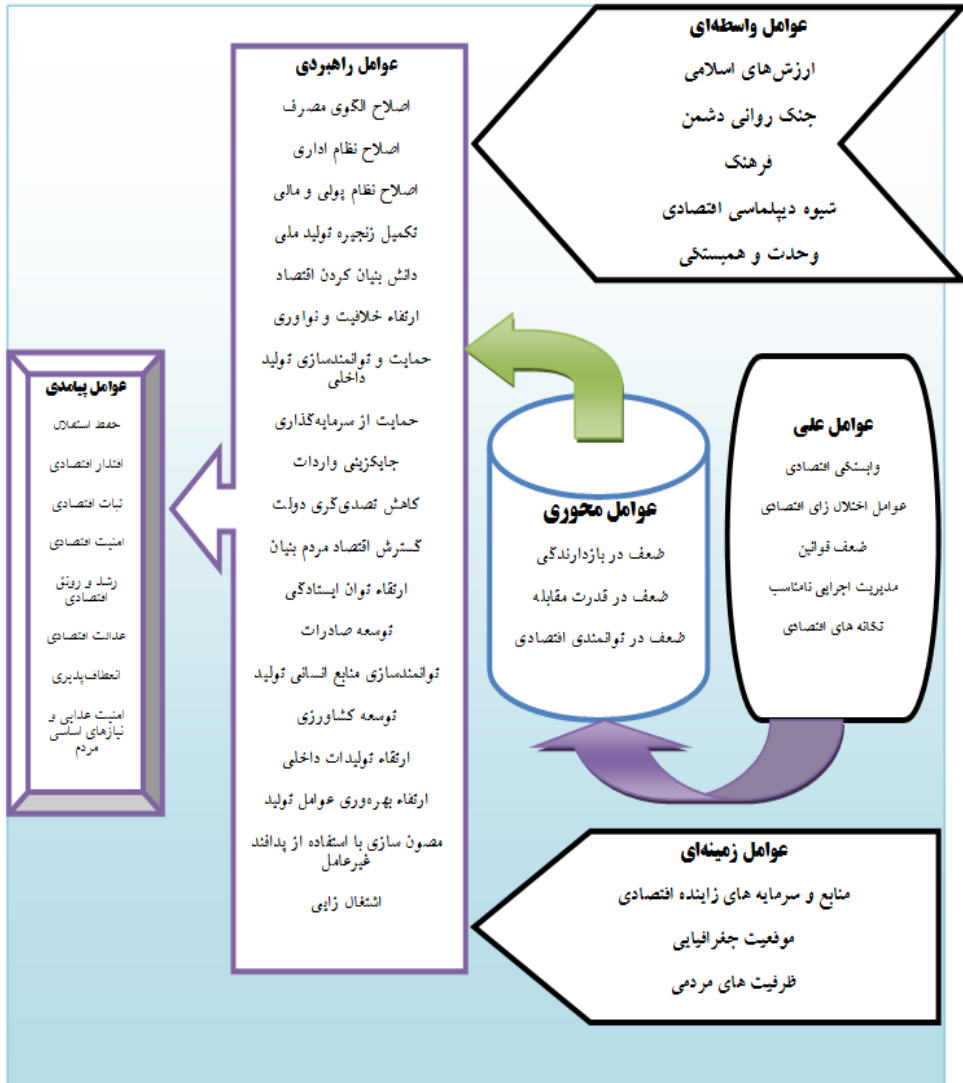 عوامل واسطه‌ای
ارزش‌های اسلامی
جنگ روانی دشمن
فرهنگ
شیوه دیپلماسی اقتصادی
وحدت و همبستگی
عوامل علی
وابستگی اقتصادی
عوامل اختلال زای اقتصادی
ضعف قوانین
مدیریت اجرایی نامناسب
تکانه های اقتصادی
عوامل محوری
ضعف در بازدارندگی
ضعف در قدرت مقابله
ضعف در توانمندی اقتصادی
عوامل زمینه‌ای
منابع و سرمایه های زاینده اقتصادی
موقعیت جغرافیایی
ظرفیت های مردمی
عوامل راهبردی
اصلاح الگوی مصرف
اصلاح نظام اداری
اصلاح نظام پولی و مالی
تکمیل زنجیره تولید ملی
دانش بنیان کردن اقتصاد
ارتقاء خلاقیت و نواوری
حمایت و توانمندسازی تولید
داخلی
حمایت از سرمایه‌گذاری
جایگزینی واردات
کاهش تصدی‌گری دولت
گسترش اقتصاد مردم بنیان
ارتقاء توان ایستادگی
توسعه صادرات
توانمندسازی منابع انسانی تولید
توسعه کشاورزی
ارتقاء تولیدات داخلی
ارتقاء بهره‌وری عوامل تولید
مصون سازی با استفاده از پدافند
غیرعامل
اشتغال زایی
عوامل پیامدی
حفظ استقلال
اقتدار اقتصادی
ثبات اقتصادی
امنیت اقتصادی
رشد و رونق
اقتصادی
عدالت اقتصادی
انعطاف‌پذیری
امنیت غذایی و
نیازهای اساسی
مردم